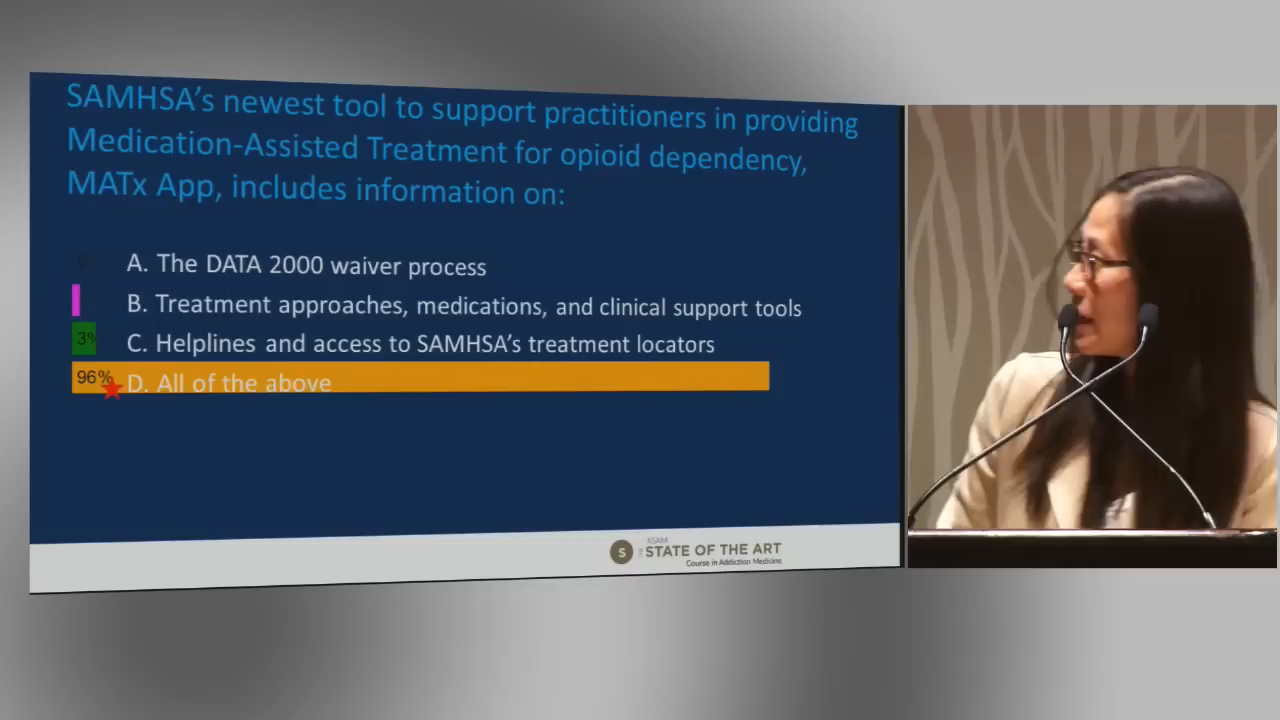 SAMHSA's newest tool to support practitioners in providing
Medication-Assisted Treatment for opioid dependency,
MATx App, includes information on:
A. The DATA 2000 waiver process
B. Treatment approaches, medications, and clinical support tools
3% C. Helplines and access to SAMHSA's treatment locators
96% D. All of the above
S
ASAM
THE STATE OF THE ART
Course in Addiction Medicine